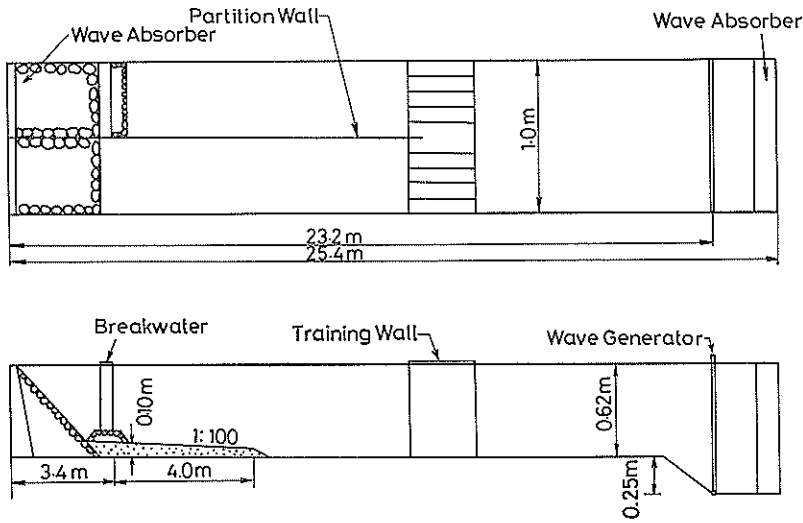 Partition Wall
Wave Absorber
Wave Absorber
1.0m
23.2m
25.4m
Breakwater
Training Wall
Wave Generator
0.10m
1:100
0.62m
3.4m
4.0m
0.25m